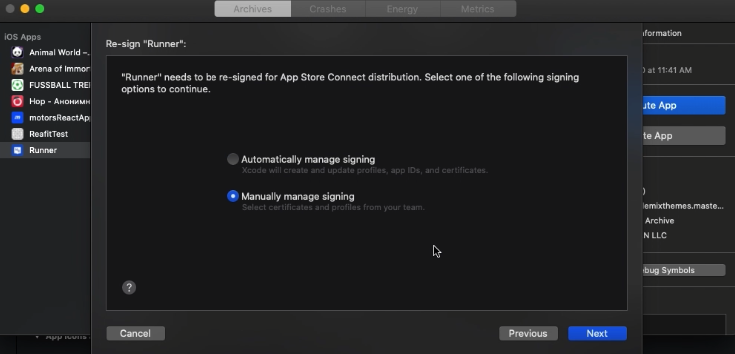 Archives Crashes Energy Metrics
iOS Apps
Re-sign "Runner":
nformation
Animal World –..
Arena of Immor
FUSSBALL TRE
Нор - Анонимн
motorsReactAp
ReafitTest
Runner
"Runner" needs to be re-signed for App Store Connect distribution. Select one of the following signing
options to continue.
at 11:41 AM
ute App
te App
Automatically manage signing
Xcode will create and update profiles, app IDs, and certificates.
Manually manage signing
Select certificates and profiles from your team.
lemixthemes.maste...
Archive
N LLC
bug Symbols
?
Cancel Previous Next
App Icons